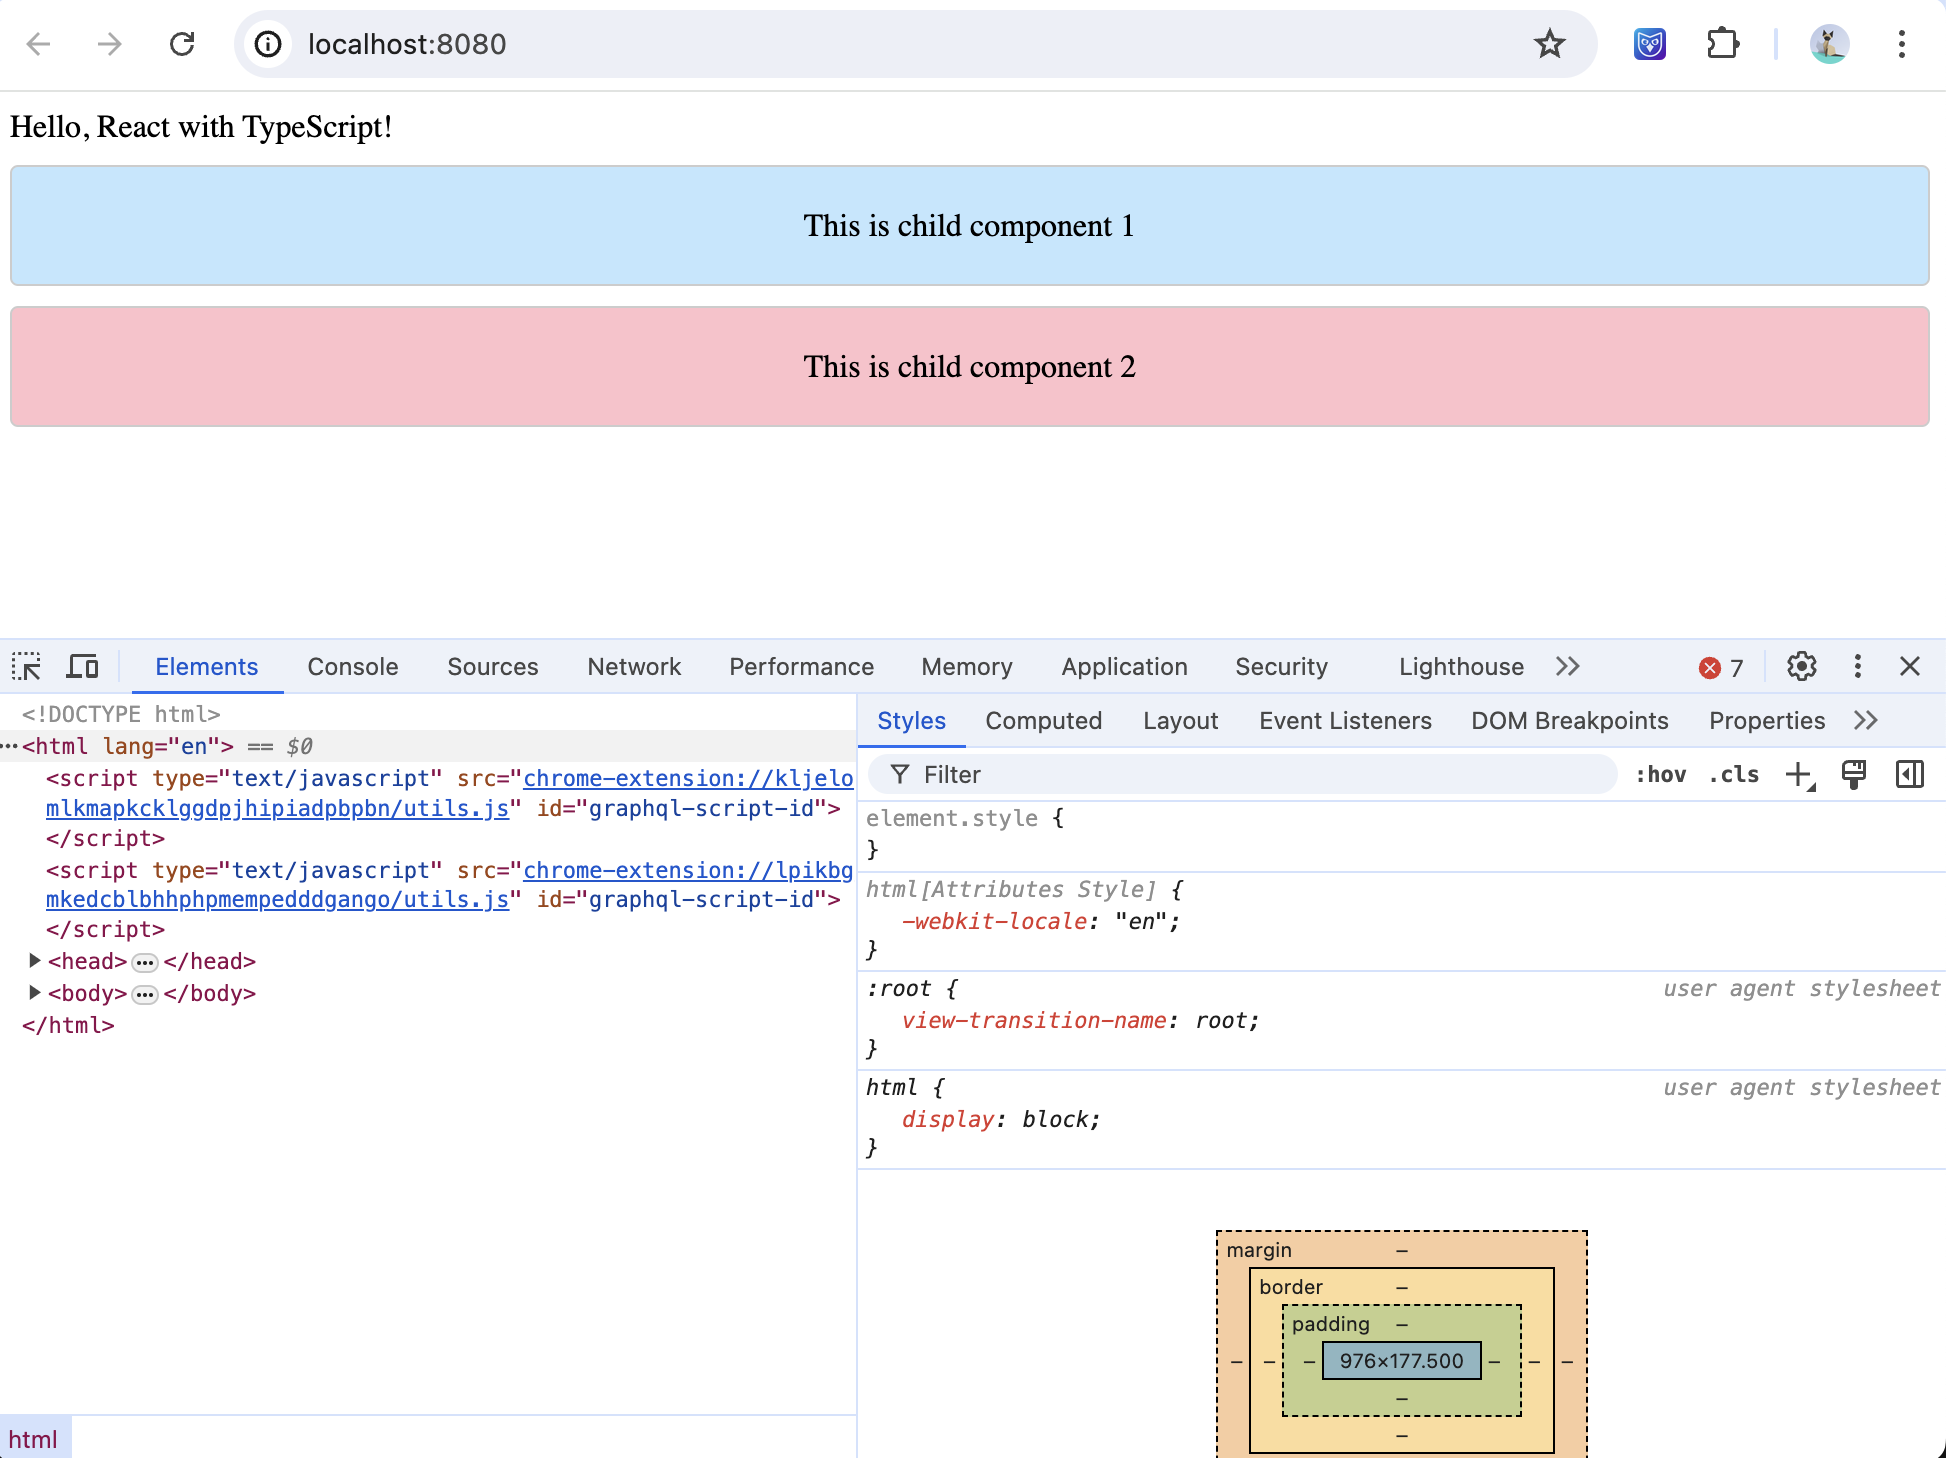 localhost:8080
Hello, React with TypeScript!
This is child component 1
This is child component 2
Elements Console Sources Network Performance Memory Application Security Lighthouse 7
<!DOCTYPE html>
<html lang="en"> == $0
<script type="text/javascript" src="chrome-extension://kljelo
mlkmapkcklggdpjhipiadpbpbn/utils.js" id="graphql-script-id">
</script>
<script type="text/javascript" src="chrome-extension://lpikbg
mkedcblbhhphpmempedddgango/utils.js" id="graphql-script-id">
</script>
<head> </head>
<body> </body>
</html>
html
Styles Computed Layout Event Listeners DOM Breakpoints Properties
Filter :hov .cls
element.style {
}
html[Attributes Style] {
-webkit-locale: "en";
}
:root { user agent stylesheet
view-transition-name: root;
}
html { user agent stylesheet
display: block;
}
margin –
border –
padding –
– – – 976×177.500 – – –
–
–